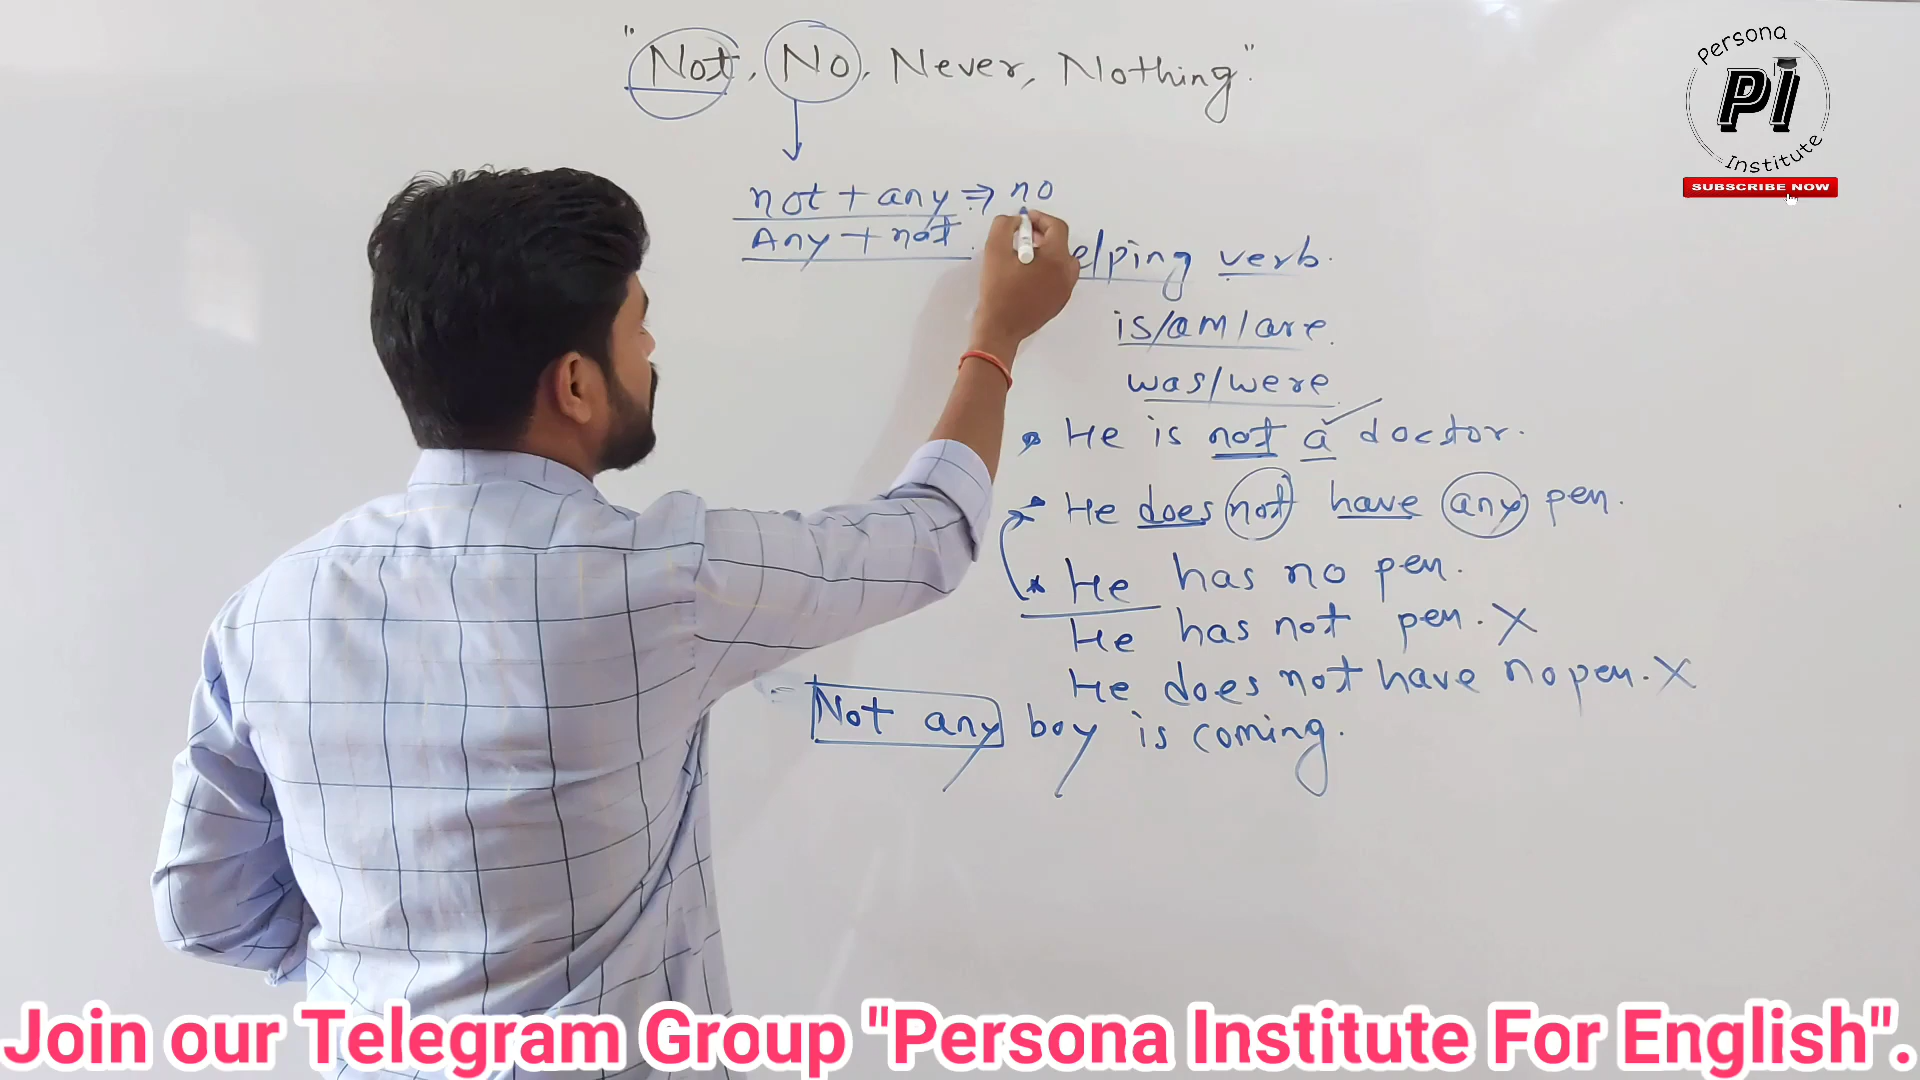 "Not, No, Never, Nothing"
Persona
PI
Institute
SUBSCRIBE NOW
not + any ⇒ no
Any + not.
elping verb.
is/am/are.
was/were
He is not a doctor.
He does not have any pen.
He has no pen.
He has not pen. X
He does not have no pen. X
Not any boy is coming.
Join our Telegram Group "Persona Institute For English".